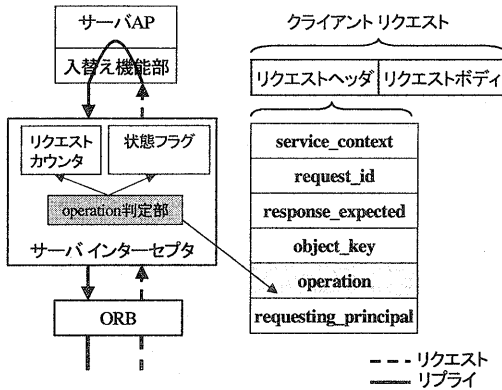 サーバAP
入替え機能部
リクエスト
カウンタ
状態フラグ
operation判定部
サーバ インターセプタ
ORB
クライアント リクエスト
リクエストヘッダ
リクエストボディ
service_context
request_id
response_expected
object_key
operation
requesting_principal
リクエスト
リプライ